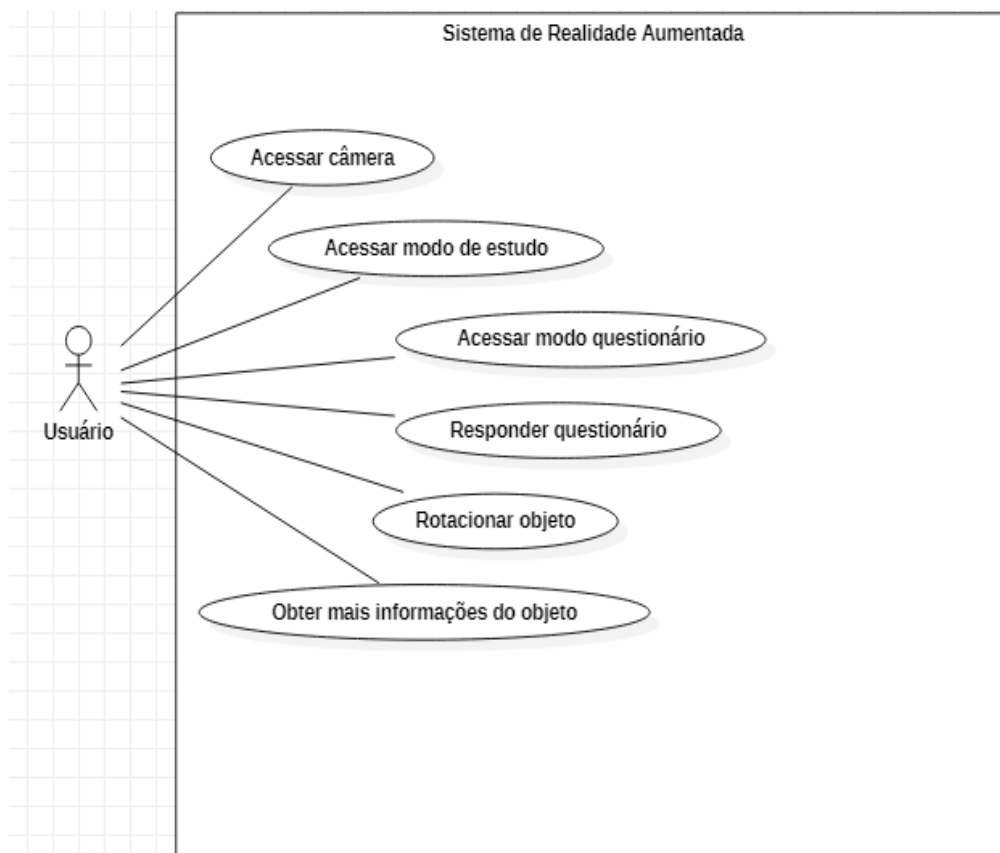 Sistema de Realidade Aumentada
Acessar câmera
Acessar modo de estudo
Acessar modo questionário
Usuário
Responder questionário
Rotacionar objeto
Obter mais informações do objeto